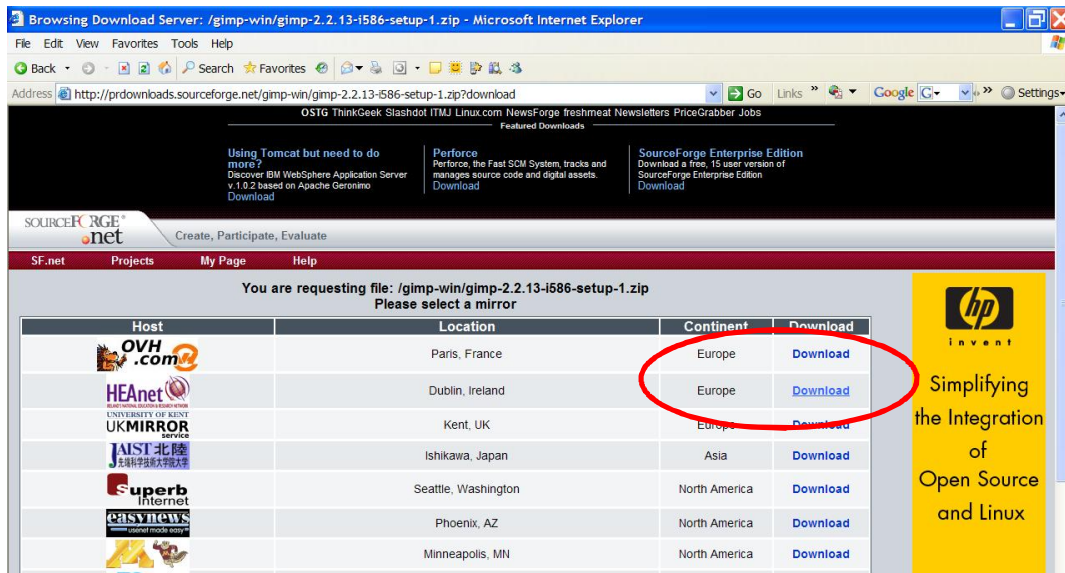 Browsing Download Server: /gimp-win/gimp-2.2.13-i586-setup-1.zip - Microsoft Internet Explorer
File Edit View Favorites Tools Help
Back Search Favorites
Address http://prdownloads.sourceforge.net/gimp-win/gimp-2.2.13-i586-setup-1.zip?download Go Links » Google G Settings
OSTG ThinkGeek Slashdot ITMJ Linux.com NewsForge freshmeat Newsletters PriceGrabber Jobs
Featured Downloads
Using Tomcat but need to do more?
Discover IBM WebSphere Application Server v.1.0.2 based on Apache Geronimo
Download
Perforce
Perforce, the Fast SCM System, tracks and manages source code and digital assets.
Download
SourceForge Enterprise Edition
Download a free, 15 user version of SourceForge Enterprise Edition
Download
SOURCEFORGE®
.net
Create, Participate, Evaluate
SF.net Projects My Page Help
You are requesting file: /gimp-win/gimp-2.2.13-i586-setup-1.zip
Please select a mirror
Host Location Continent Download
OVH.com Paris, France Europe Download
HEAnet Dublin, Ireland Europe Download
UNIVERSITY OF KENT
UKMIRROR service Kent, UK Europe Download
JAIST 北陸
先端科学技術大学院大学 Ishikawa, Japan Asia Download
Superb Internet Seattle, Washington North America Download
easynews
usenet made easy Phoenix, AZ North America Download
M Minneapolis, MN North America Download
hp
invent
Simplifying
the Integration
of
Open Source
and Linux